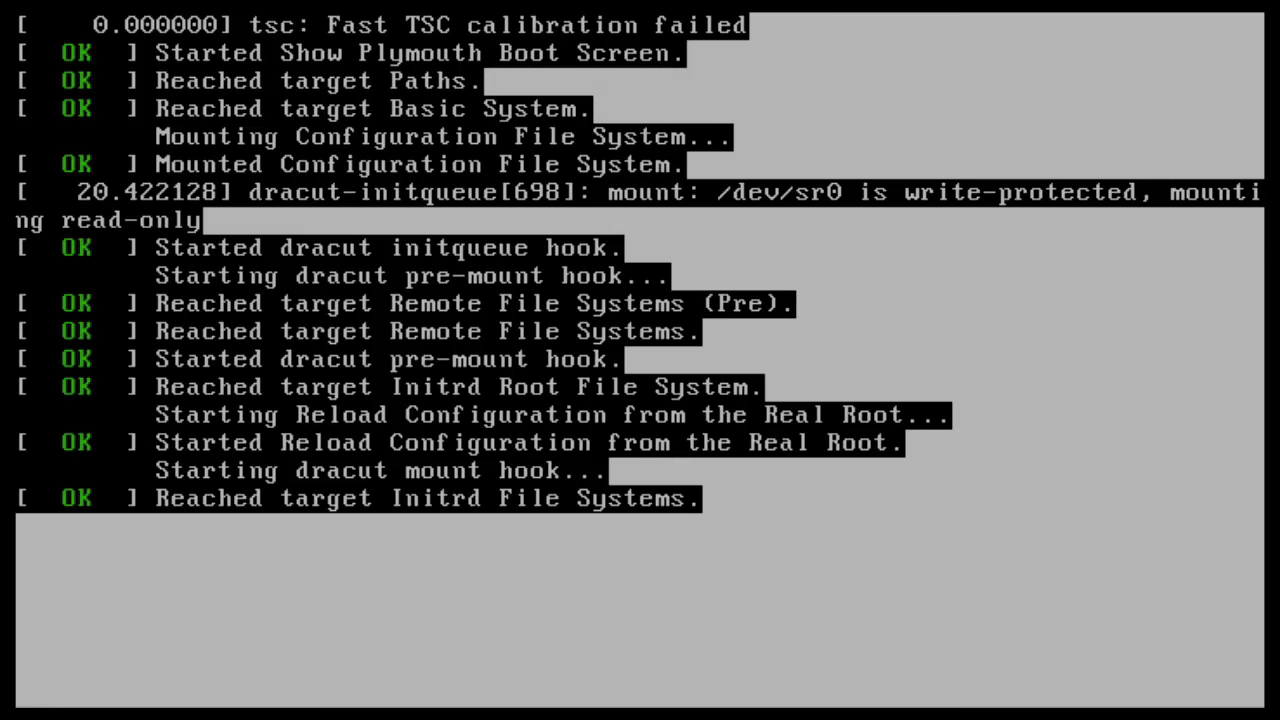 [    0.000000] tsc: Fast TSC calibration failed
[  OK  ] Started Show Plymouth Boot Screen.
[  OK  ] Reached target Paths.
[  OK  ] Reached target Basic System.
         Mounting Configuration File System...
[  OK  ] Mounted Configuration File System.
[   20.422128] dracut-initqueue[698]: mount: /dev/sr0 is write-protected, mounti
ng read-only
[  OK  ] Started dracut initqueue hook.
         Starting dracut pre-mount hook...
[  OK  ] Reached target Remote File Systems (Pre).
[  OK  ] Reached target Remote File Systems.
[  OK  ] Started dracut pre-mount hook.
[  OK  ] Reached target Initrd Root File System.
         Starting Reload Configuration from the Real Root...
[  OK  ] Started Reload Configuration from the Real Root.
         Starting dracut mount hook...
[  OK  ] Reached target Initrd File Systems.